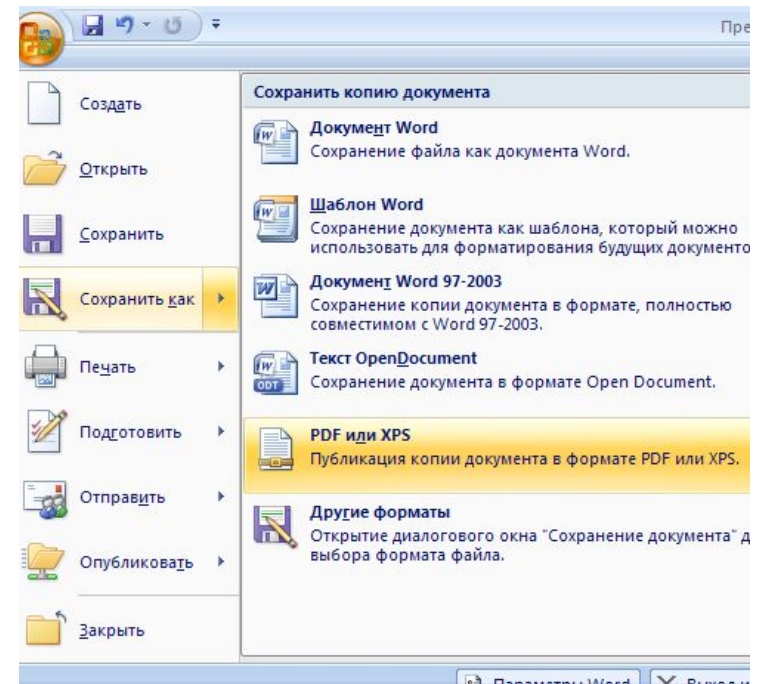 Пре
Создать
Открыть
Сохранить
Сохранить как
Печать
Подготовить
Отправить
Опубликовать
Закрыть
Сохранить копию документа
Документ Word
Сохранение файла как документа Word.
Шаблон Word
Сохранение документа как шаблона, который можно
использовать для форматирования будущих документо
Документ Word 97-2003
Сохранение копии документа в формате, полностью
совместимом с Word 97-2003.
Текст OpenDocument
ODT
Сохранение документа в формате Open Document.
PDF или XPS
Публикация копии документа в формате PDF или XPS.
Другие форматы
Открытие диалогового окна "Сохранение документа" д
выбора формата файла.
Параметры Word Выход и